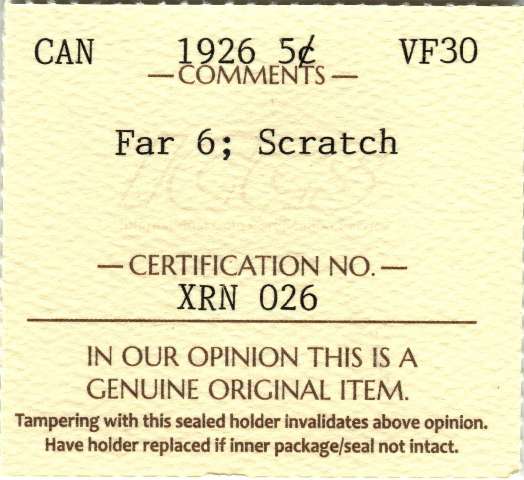 CAN 1926 5¢ VF30
— COMMENTS —
Far 6; Scratch
— CERTIFICATION NO. —
XRN 026
IN OUR OPINION THIS IS A
GENUINE ORIGINAL ITEM.
Tampering with this sealed holder invalidates above opinion.
Have holder replaced if inner package/seal not intact.